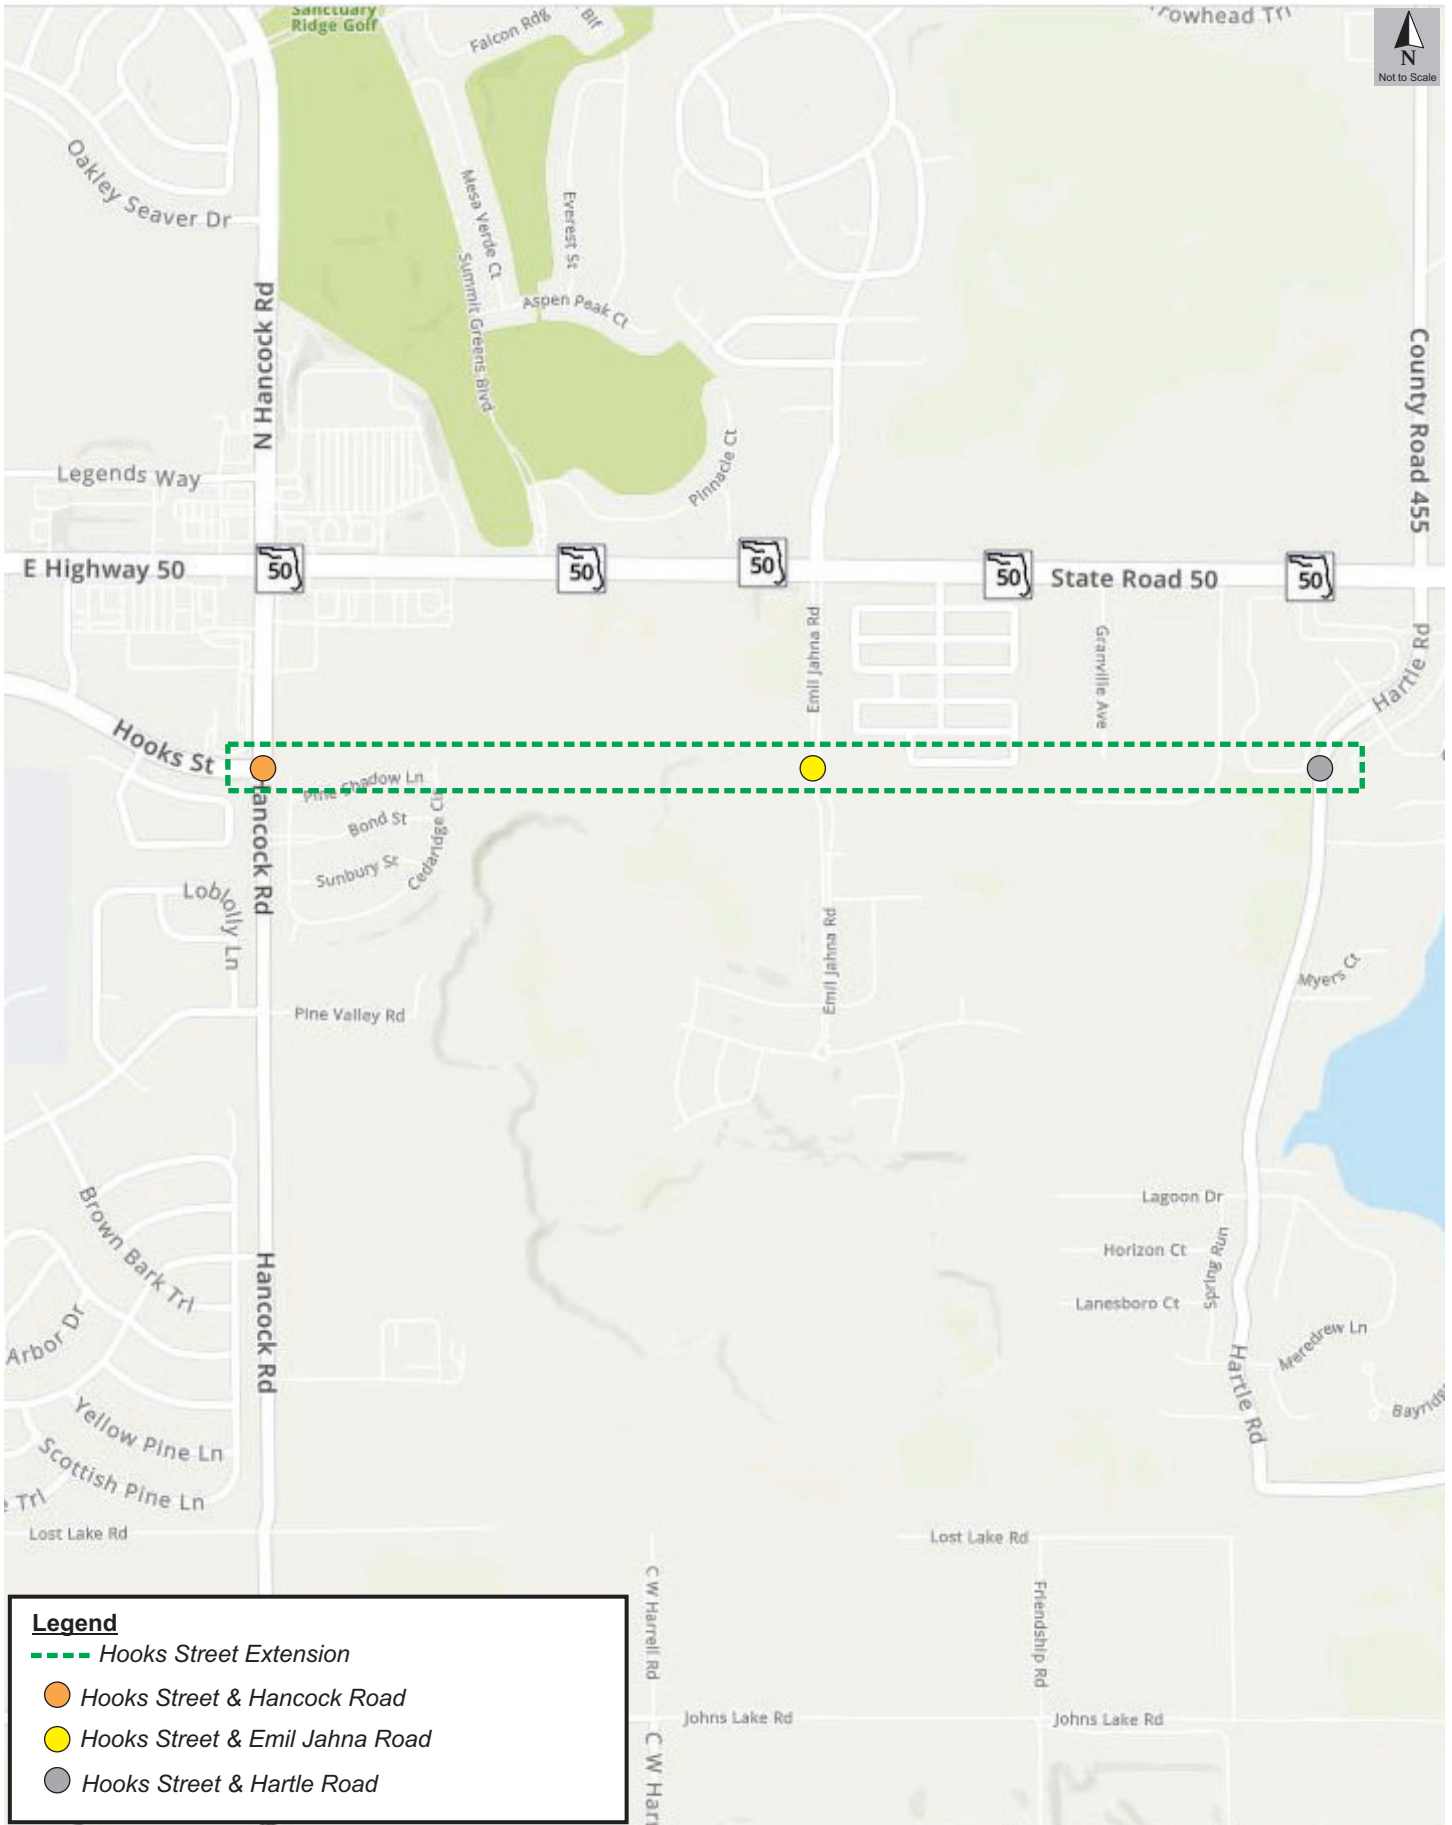 Sanctuary
Ridge Golf
Falcon Rdg
Blf
rowhead Trl
N
Not to Scale
Oakley Seaver Dr
Mesa Verde Ct
Everest St
Summit Greens Blvd
Aspen Peak Ct
N Hancock Rd
County Road 455
Pinnacle Ct
Legends Way
E Highway 50
50
50
50
50
State Road 50
50
Emil Jahna Rd
Granville Ave
Hartle Rd
Hooks St
Pine Shadow Ln
Hancock Rd
Bond St
Cedaridge Cir
Sunbury St
Loblolly Ln
Emil Jahna Rd
Myers Ct
Pine Valley Rd
Brown Bark Trl
Lagoon Dr
Horizon Ct
Spring Run
Lanesboro Ct
Hancock Rd
Arbor Dr
Meredrew Ln
Hartle Rd
Yellow Pine Ln
Scottish Pine Ln
e Trl
Lost Lake Rd
Lost Lake Rd
C W Harrell Rd
Friendship Rd
Johns Lake Rd
Johns Lake Rd
C W Harr
Legend
Hooks Street Extension
Hooks Street & Hancock Road
Hooks Street & Emil Jahna Road
Hooks Street & Hartle Road